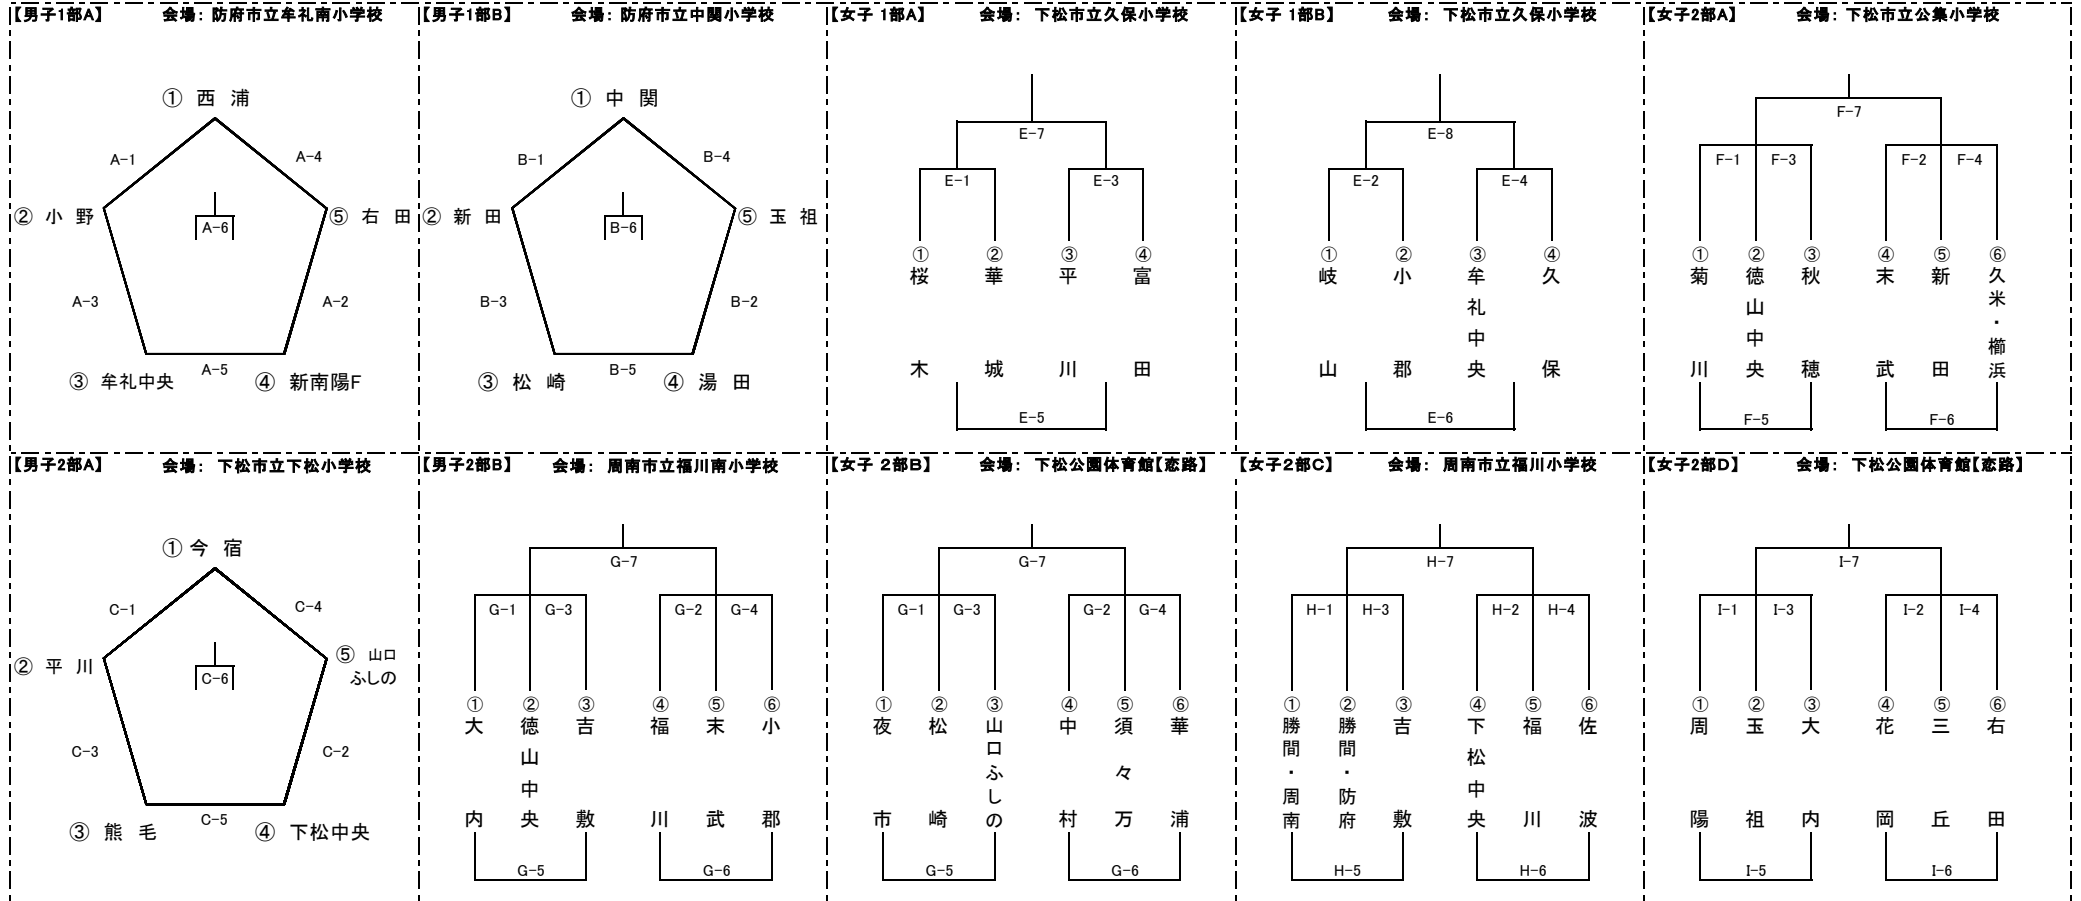 【男子1部A】 会場: 防府市立牟礼南小学校
① 西 浦
A-1
A-4
② 小 野
⑤ 右 田
A-6
A-3
A-2
③ 牟礼中央
A-5
④ 新南陽F
【男子1部B】 会場: 防府市立中関小学校
① 中 関
B-1
B-4
② 新 田
⑤ 玉 祖
B-6
B-3
B-2
③ 松 崎
B-5
④ 湯 田
【女子 1部A】 会場: 下松市立久保小学校
E-7
E-1
E-3
① 桜木
② 華城
③ 平川
④ 富田
E-5
【女子 1部B】 会場: 下松市立久保小学校
E-8
E-2
E-4
① 岐山
② 小郡
③ 牟礼中央
④ 久保
E-6
【女子2部A】 会場: 下松市立公集小学校
F-7
F-1
F-3
F-2
F-4
① 菊川
② 徳山中央
③ 秋穂
④ 末武
⑤ 新田
⑥ 久米・櫛浜
F-5
F-6
【男子2部A】 会場: 下松市立下松小学校
① 今 宿
C-1
C-4
② 平 川
⑤ 山口
ふしの
C-6
C-3
C-2
③ 熊 毛
C-5
④ 下松中央
【男子2部B】 会場: 周南市立福川南小学校
G-7
G-1
G-3
G-2
G-4
① 大内
② 徳山中央
③ 吉敷
④ 福川
⑤ 末武
⑥ 小郡
G-5
G-6
【女子 2部B】 会場: 下松公園体育館【恋路】
G-7
G-1
G-3
G-2
G-4
① 夜市
② 松崎
③ 山口ふしの
④ 中村
⑤ 須々万
⑥ 華浦
G-5
G-6
【女子2部C】 会場: 周南市立福川小学校
H-7
H-1
H-3
H-2
H-4
① 勝間・周南
② 勝間・防府
③ 吉敷
④ 下松中央
⑤ 福川
⑥ 佐波
H-5
H-6
【女子2部D】 会場: 下松公園体育館【恋路】
I-7
I-1
I-3
I-2
I-4
① 周陽
② 玉祖
③ 大内
④ 花岡
⑤ 三丘
⑥ 右田
I-5
I-6